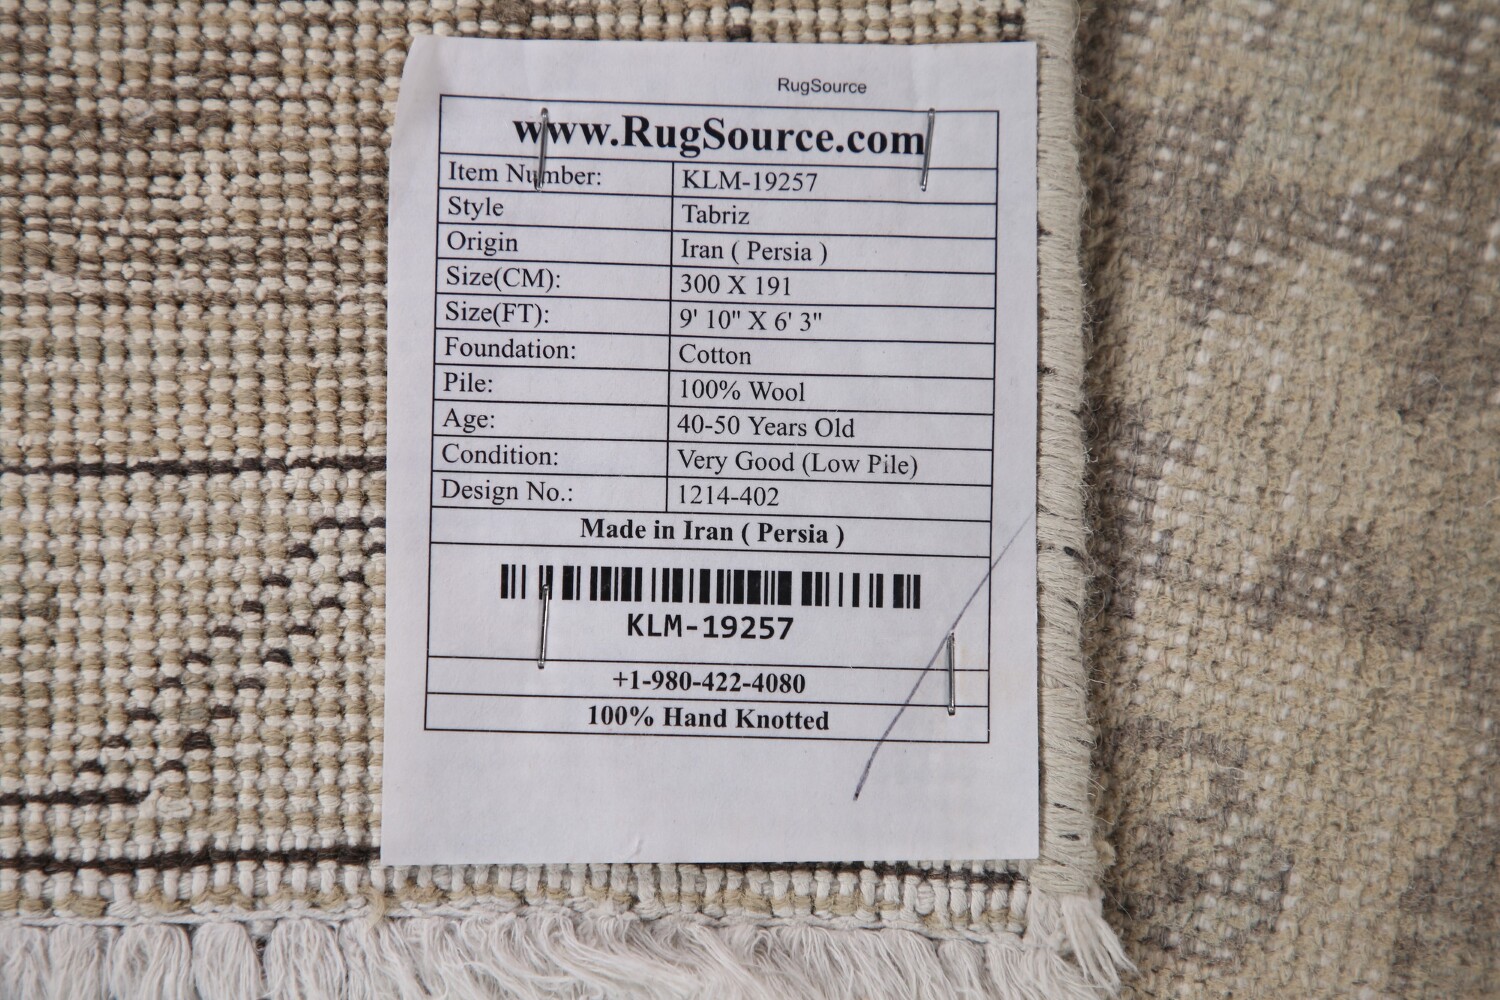 RugSource
www.RugSource.com
Item Number: KLM-19257
Style Tabriz
Origin Iran ( Persia )
Size(CM): 300 X 191
Size(FT): 9' 10" X 6' 3"
Foundation: Cotton
Pile: 100% Wool
Age: 40-50 Years Old
Condition: Very Good (Low Pile)
Design No.: 1214-402
Made in Iran ( Persia )
KLM-19257
+1-980-422-4080
100% Hand Knotted